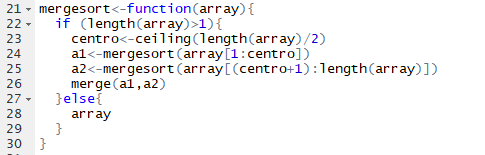 21 mergesort<-function(array){
22   if (length(array)>1){
23     centro<-ceiling(length(array)/2)
24     a1<-mergesort(array[1:centro])
25     a2<-mergesort(array[(centro+1):length(array)])
26     merge(a1,a2)
27   }else{
28     array
29   }
30 }